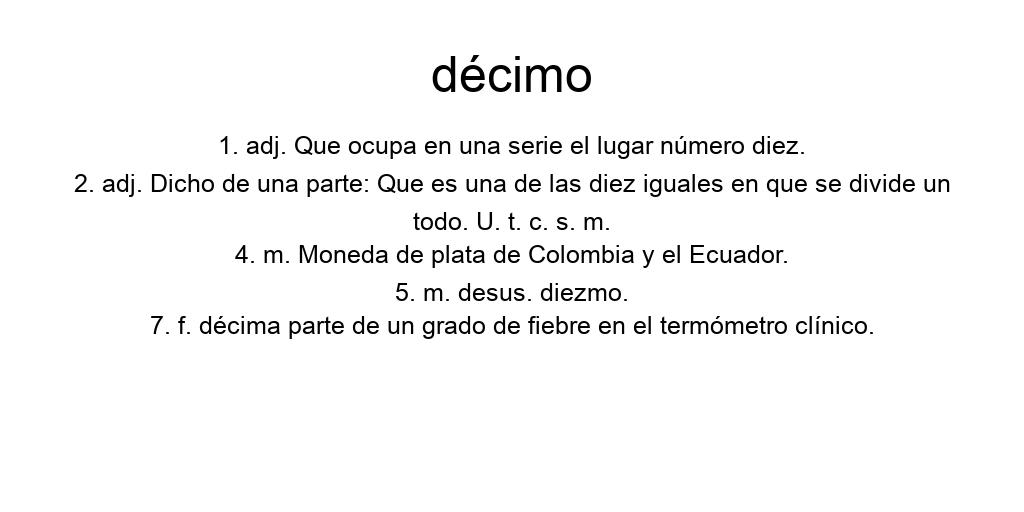 décimo
1. adj. Que ocupa en una serie el lugar número diez.
2. adj. Dicho de una parte: Que es una de las diez iguales en que se divide un
todo. U. t. c. s. m.
4. m. Moneda de plata de Colombia y el Ecuador.
5. m. desus. diezmo.
7. f. décima parte de un grado de fiebre en el termómetro clínico.